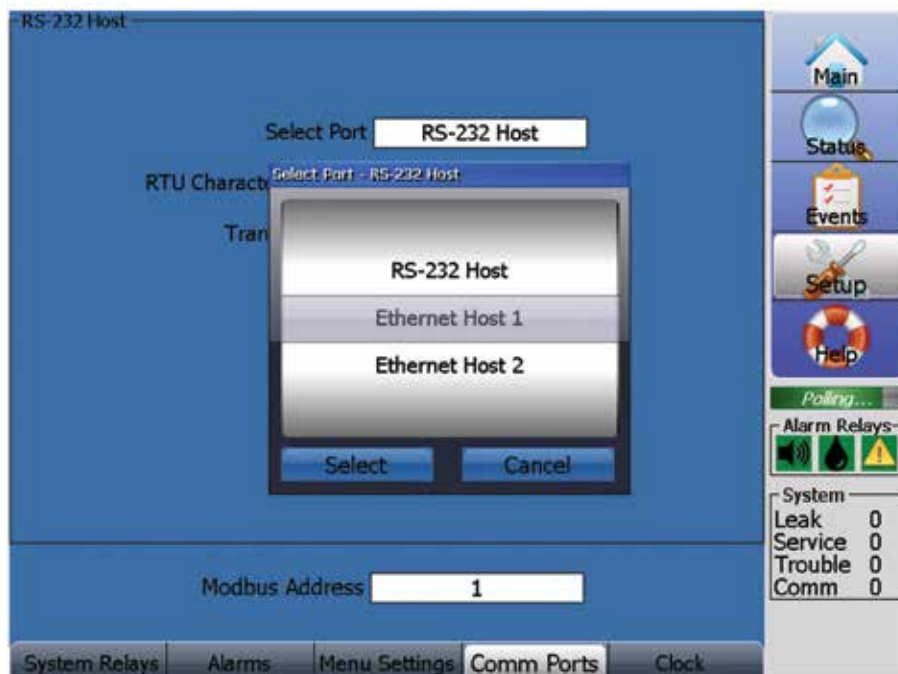 RS-232 Host
Select Port RS-232 Host
RTU Charact
Tran
Select Port - RS-232 Host
RS-232 Host
Ethernet Host 1
Ethernet Host 2
Select Cancel
Modbus Address 1
System Relays Alarms Menu Settings Comm Ports Clock
Main
Status
Events
Setup
Help
Polling...
Alarm Relays
System
Leak 0
Service 0
Trouble 0
Comm 0